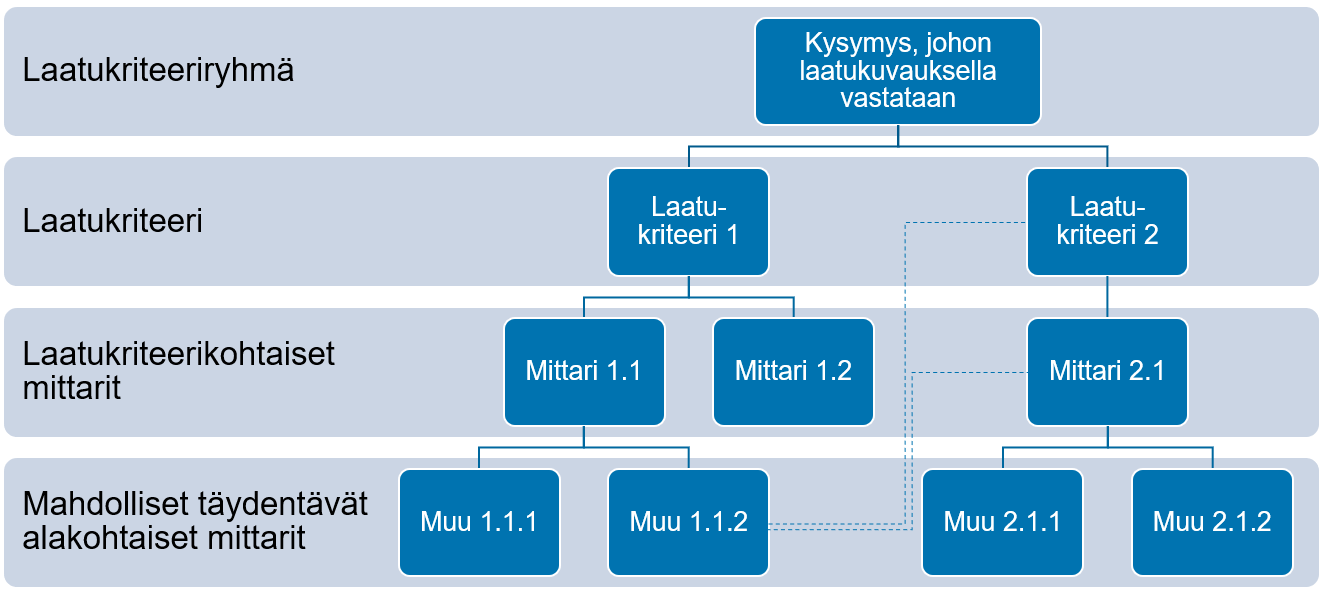 Laatukriteeriryhmä
Kysymys, johon
laatukuvauksella
vastataan
Laatukriteeri
Laatu-
kriteeri 1
Laatu-
kriteeri 2
Laatukriteerikohtaiset
mittarit
Mittari 1.1
Mittari 1.2
Mittari 2.1
Mahdolliset täydentävät
alakohtaiset mittarit
Muu 1.1.1
Muu 1.1.2
Muu 2.1.1
Muu 2.1.2